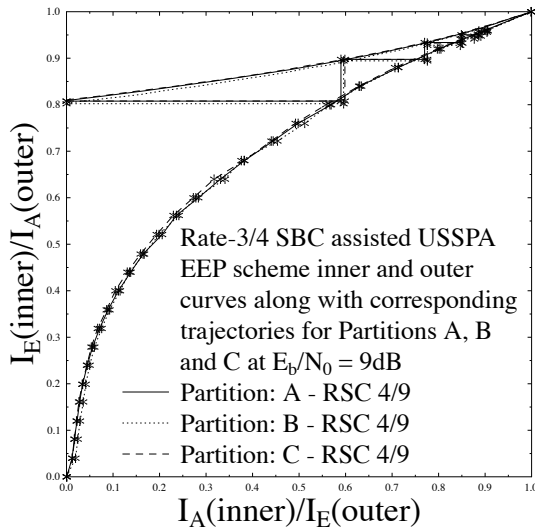 1.0
0.9
0.8
0.7
0.6
0.5
0.4
0.3
0.2
0.1
0.0
I_E(inner)/I_A(outer)
Rate-3/4 SBC assisted USSPA
EEP scheme inner and outer
curves along with corresponding
trajectories for Partitions A, B
and C at E_b/N_0 = 9dB
Partition: A - RSC 4/9
Partition: B - RSC 4/9
Partition: C - RSC 4/9
0.0 0.1 0.2 0.3 0.4 0.5 0.6 0.7 0.8 0.9 1.0
I_A(inner)/I_E(outer)